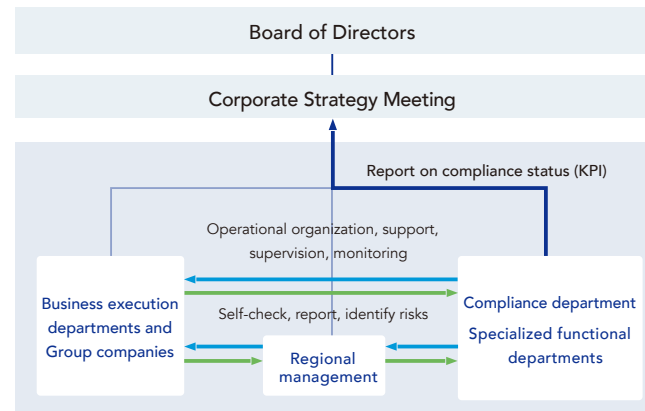 Board of Directors
Corporate Strategy Meeting
Report on compliance status (KPI)
Operational organization, support,
supervision, monitoring
Business execution
departments and
Group companies
Self-check, report, identify risks
Regional
management
Compliance department
Specialized functional
departments